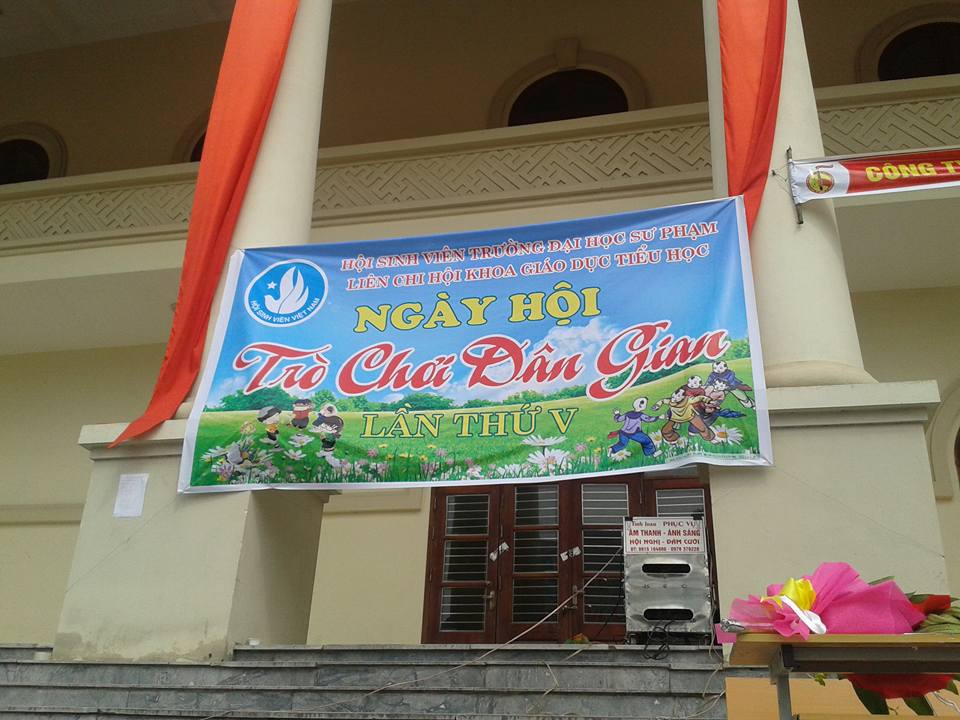 HỘI SINH VIÊN TRƯỜNG ĐẠI HỌC SƯ PHẠM
LIÊN CHI HỘI KHOA GIÁO DỤC TIỂU HỌC
HỘI SINH VIÊN VIỆT NAM
NGÀY HỘI
Trò Chơi Dân Gian
LẦN THỨ V
CÔNG T
PHỤC VỤ
ÂM THANH - ÁNH SÁNG
HỘI NGHỊ - ĐÁM CƯỚI